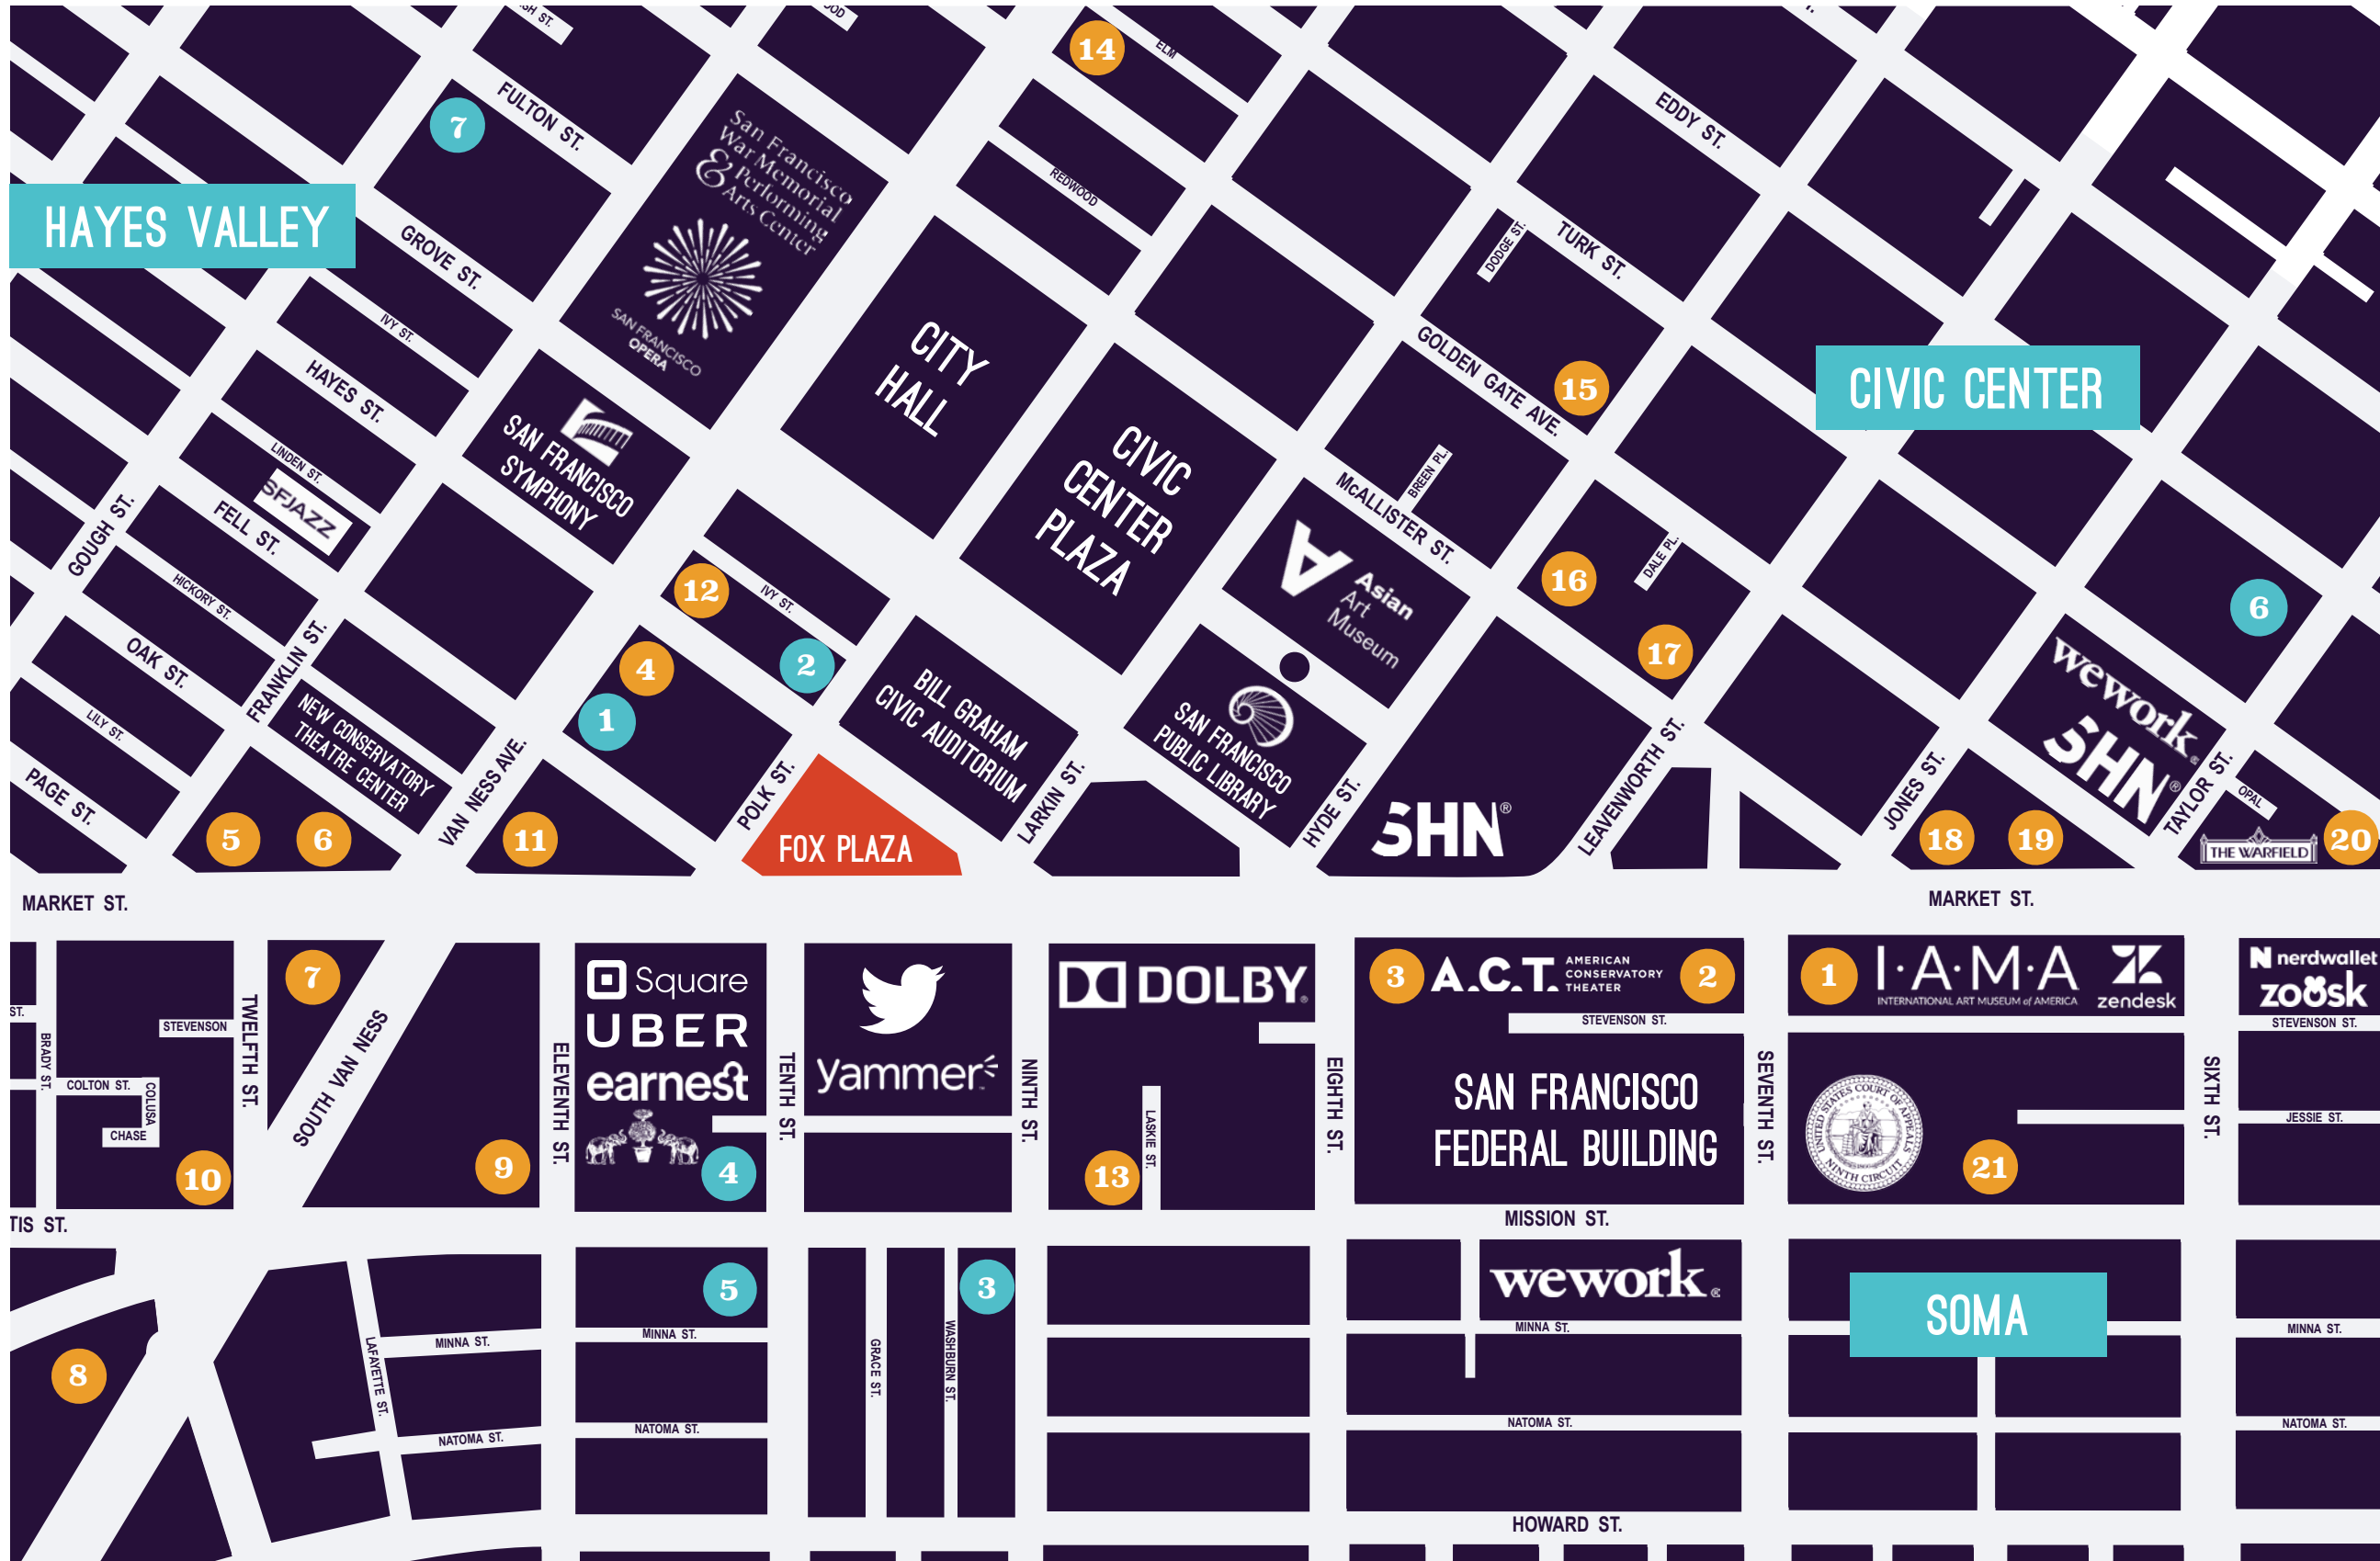 14
ELM
7
FULTON ST.
EDDY ST.
San Francisco
War Memorial
& Performing
Arts Center
SAN FRANCISCO
OPERA
REDWOOD
HAYES VALLEY
GROVE ST.
DODGE ST.
TURK ST.
IVY ST.
HAYES ST.
CITY
HALL
GOLDEN GATE AVE.
15
CIVIC CENTER
SAN FRANCISCO
SYMPHONY
LINDEN ST.
SFJAZZ
CIVIC
CENTER
PLAZA
BREEN PL.
McALLISTER ST.
GOUGH ST.
FELL ST.
HICKORY ST.
Asian
Art
Museum
16
DALE PL.
6
12
IVY ST.
OAK ST.
FRANKLIN ST.
4
2
17
1
BILL GRAHAM
CIVIC AUDITORIUM
SAN FRANCISCO
PUBLIC LIBRARY
wework
SHN®
LILY ST.
NEW CONSERVATORY
THEATRE CENTER
PAGE ST.
VAN NESS AVE.
POLK ST.
LARKIN ST.
HYDE ST.
LEAVENWORTH ST.
JONES ST.
TAYLOR ST.
OPAL
5
6
11
FOX PLAZA
SHN®
18
19
THE WARFIELD
20
MARKET ST.
MARKET ST.
7
Square
UBER
earnest
yammer
DOLBY
3
A.C.T.
AMERICAN
CONSERVATORY
THEATER
2
1
I·A·M·A
INTERNATIONAL ART MUSEUM of AMERICA
zendesk
nerdwallet
zoosk
ST.
STEVENSON
STEVENSON ST.
STEVENSON ST.
BRADY ST.
COLTON ST.
COLUSA
CHASE
TWELFTH ST.
SOUTH VAN NESS
ELEVENTH ST.
TENTH ST.
NINTH ST.
LASKIE ST.
EIGHTH ST.
SAN FRANCISCO
FEDERAL BUILDING
SEVENTH ST.
UNITED STATES COURT OF APPEALS
NINTH CIRCUIT
SIXTH ST.
JESSIE ST.
10
9
4
13
21
TIS ST.
MISSION ST.
5
3
wework
SOMA
MINNA ST.
MINNA ST.
MINNA ST.
MINNA ST.
8
LAFAYETTE ST.
GRACE ST.
WASHBURN ST.
NATOMA ST.
NATOMA ST.
NATOMA ST.
NATOMA ST.
HOWARD ST.